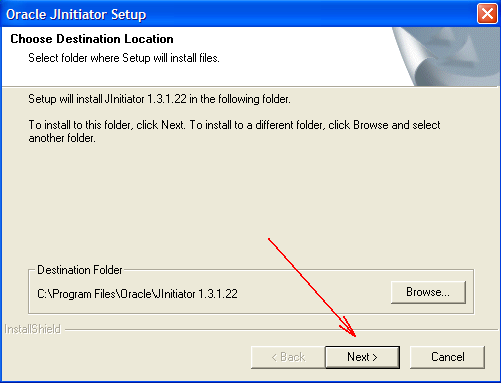 Oracle JInitiator Setup
Choose Destination Location
Select folder where Setup will install files.
Setup will install JInitiator 1.3.1.22 in the following folder.
To install to this folder, click Next. To install to a different folder, click Browse and select
another folder.
Destination Folder
C:\Program Files\Oracle\JInitiator 1.3.1.22
Browse...
InstallShield
< Back
Next >
Cancel